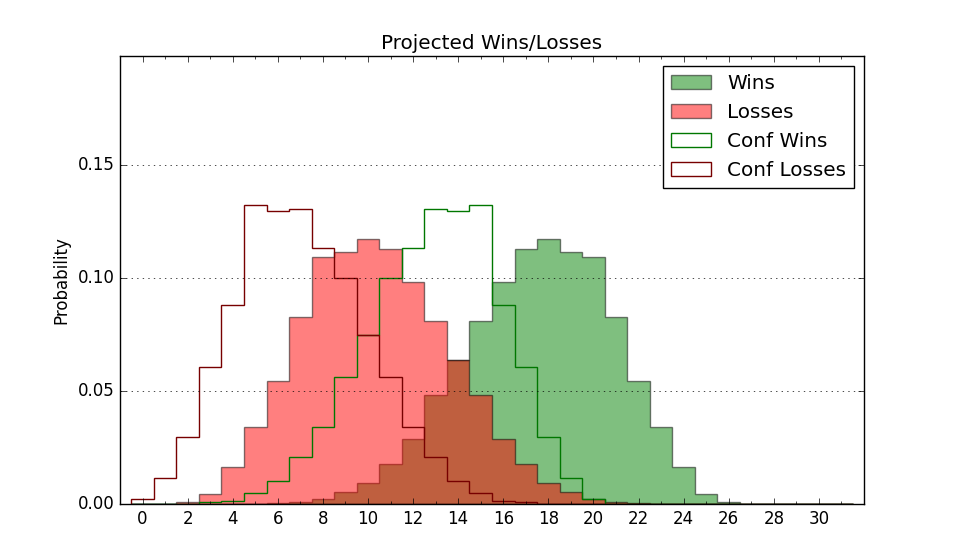 Projected Wins/Losses
Wins
Losses
Conf Wins
Conf Losses
0.15
0.10
0.05
0.00
Probability
0 2 4 6 8 10 12 14 16 18 20 22 24 26 28 30